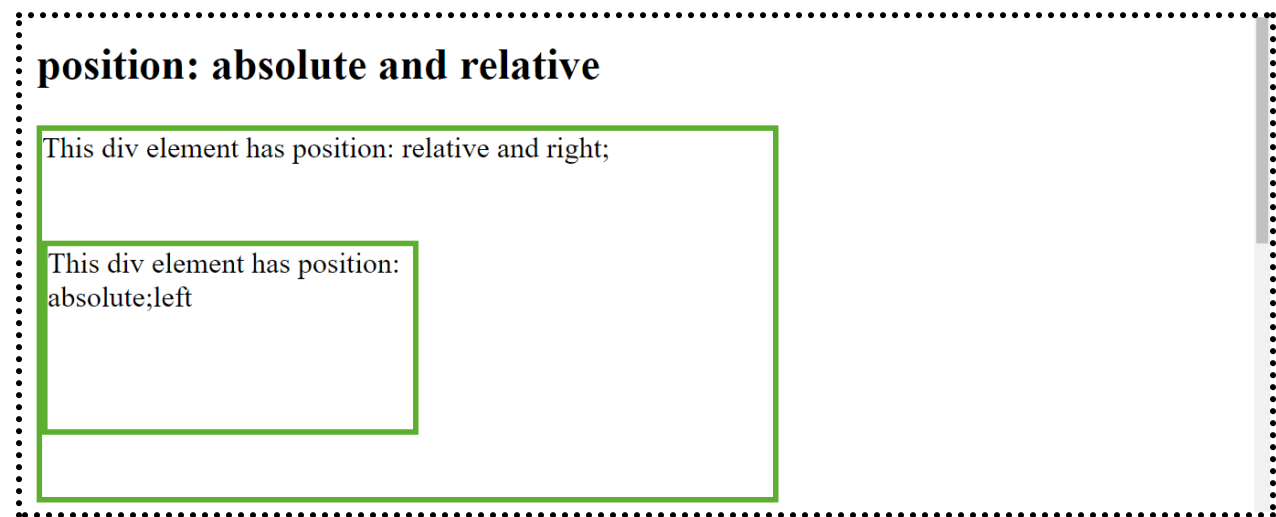 position: absolute and relative
This div element has position: relative and right;
This div element has position:
absolute;left